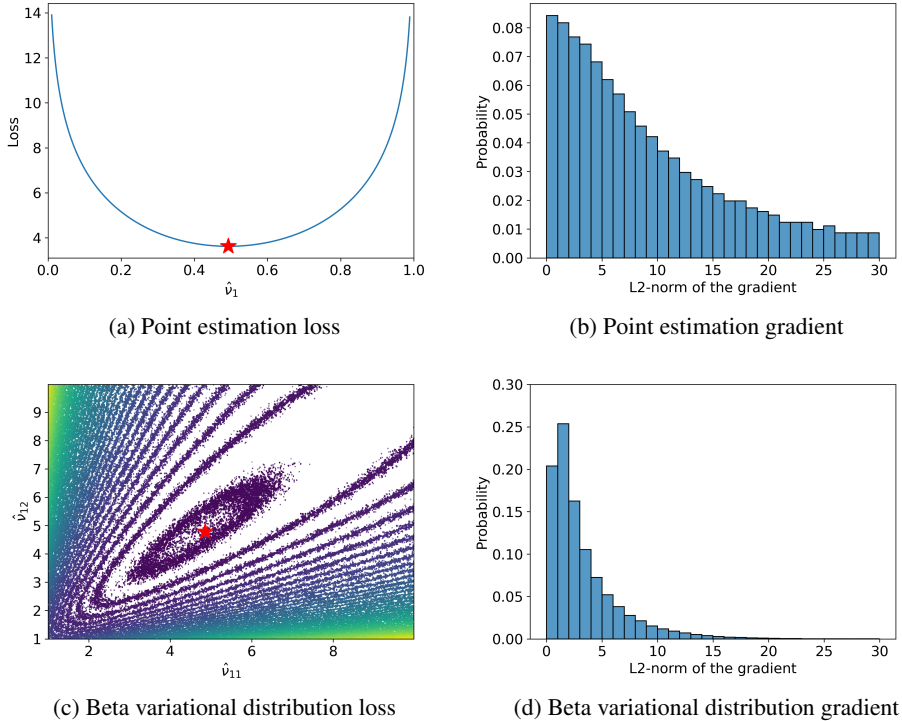 14
12
10
8
6
4
Loss
0.0 0.2 0.4 0.6 0.8 1.0
ν̂₁
(a) Point estimation loss
0.08
0.07
0.06
0.05
0.04
0.03
0.02
0.01
0.00
Probability
0 5 10 15 20 25 30
L2-norm of the gradient
(b) Point estimation gradient
9
8
7
6
5
4
3
2
1
ν̂₁₂
2 4 6 8
ν̂₁₁
(c) Beta variational distribution loss
0.30
0.25
0.20
0.15
0.10
0.05
0.00
Probability
0 5 10 15 20 25 30
L2-norm of the gradient
(d) Beta variational distribution gradient